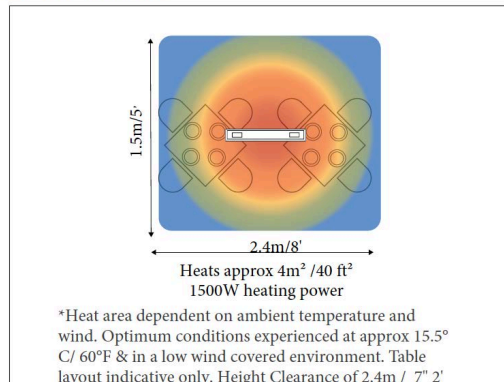 1.5m/5'
2.4m/8'
Heats approx 4m² /40 ft²
1500W heating power
*Heat area dependent on ambient temperature and
wind. Optimum conditions experienced at approx 15.5°
C/ 60°F & in a low wind covered environment. Table
layout indicative only. Height Clearance of 2.4m / 7" 2'